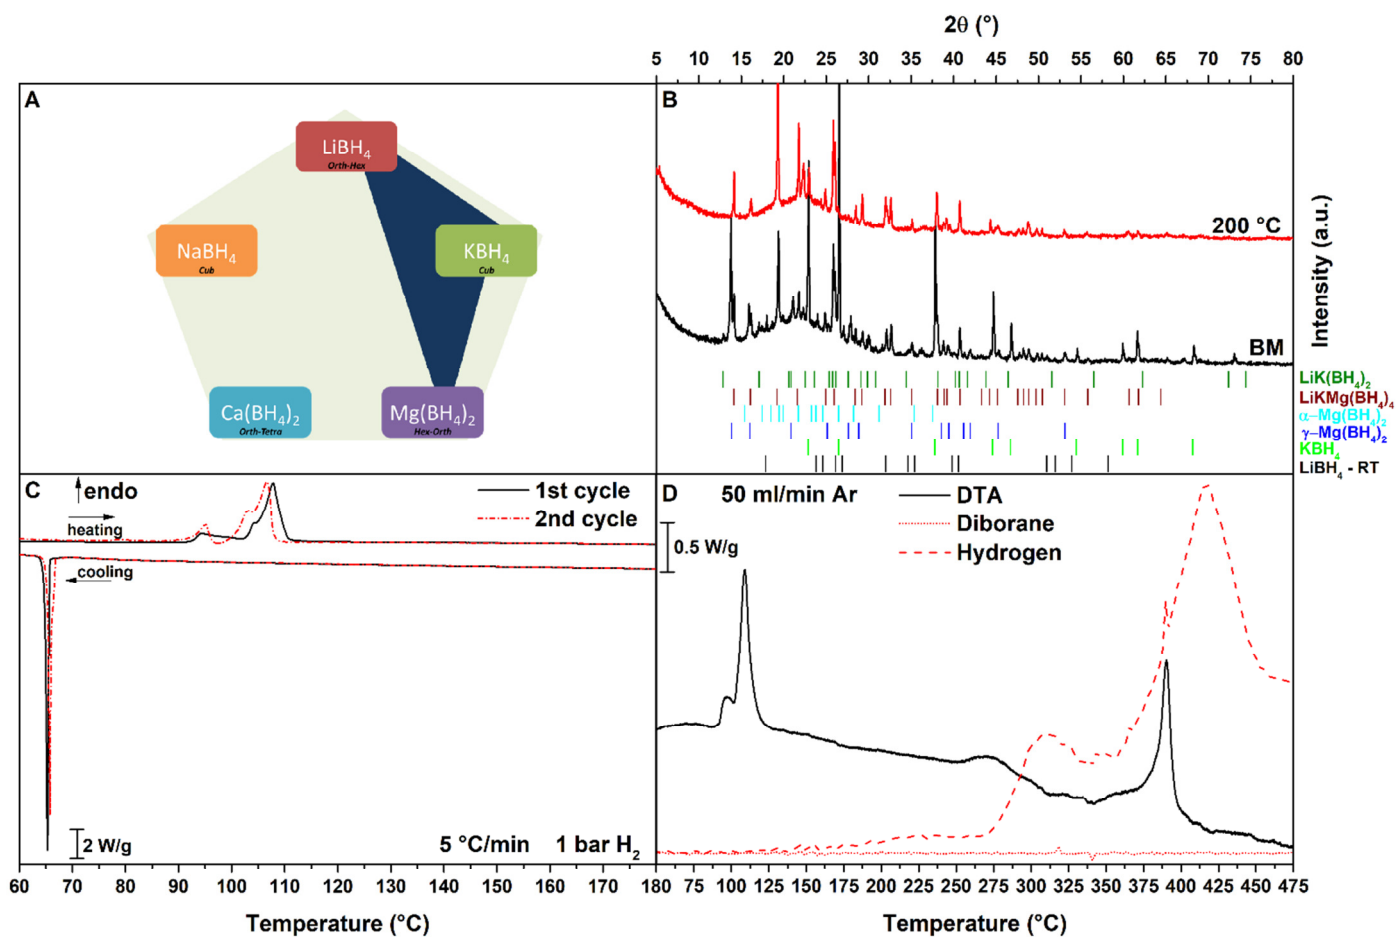 2θ (°)
5 10 15 20 25 30 35 40 45 50 55 60 65 70 75 80
A
LiBH4
Orth-Hex
NaBH4
Cub
KBH4
Cub
Ca(BH4)2
Orth-Tetra
Mg(BH4)2
Hex-Orth
B
200 °C
BM
Intensity (a.u.)
LiK(BH4)2
LiKMg(BH4)4
α-Mg(BH4)2
γ-Mg(BH4)2
KBH4
LiBH4 - RT
C
endo
heating
cooling
1st cycle
2nd cycle
0.5 W/g
2 W/g
5 °C/min 1 bar H2
60 70 80 90 100 110 120 130 140 150 160 170 180
Temperature (°C)
D
50 ml/min Ar
DTA
Diborane
Hydrogen
100 125 150 175 200 225 250 275 300 325 350 375 400 425 450 475
Temperature (°C)